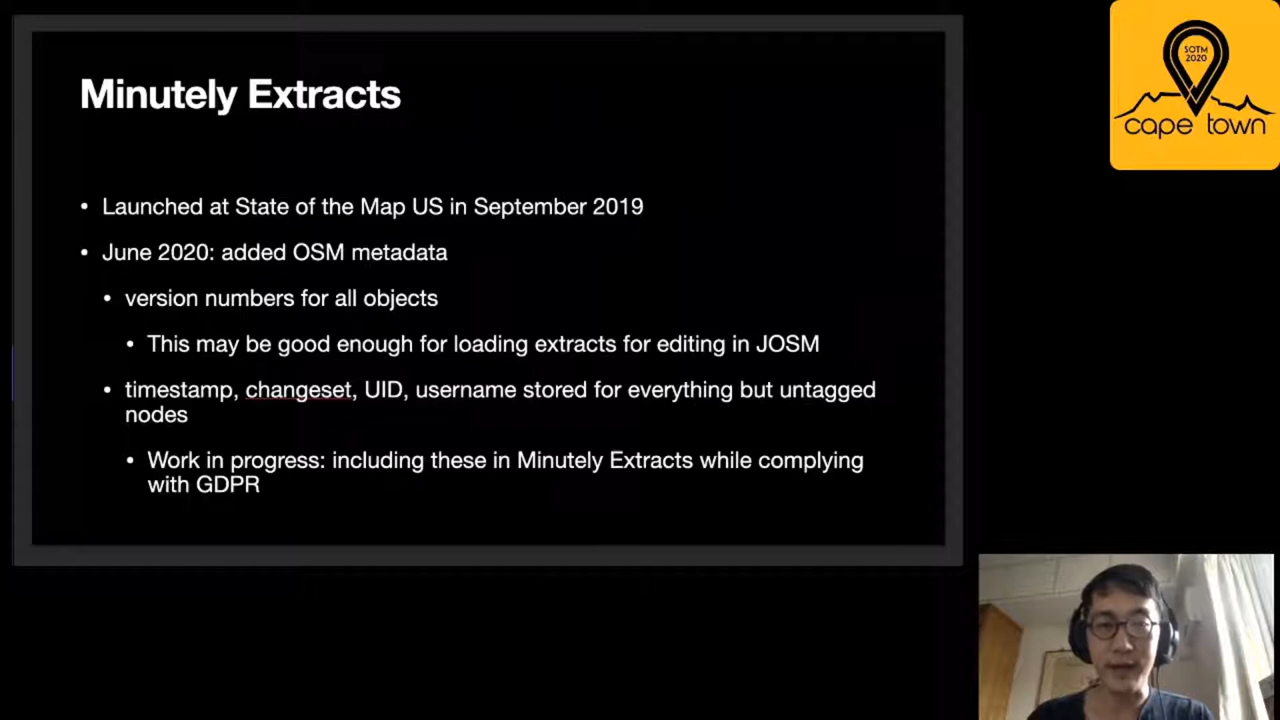 Minutely Extracts
• Launched at State of the Map US in September 2019
• June 2020: added OSM metadata
• version numbers for all objects
• This may be good enough for loading extracts for editing in JOSM
• timestamp, changeset, UID, username stored for everything but untagged
nodes
• Work in progress: including these in Minutely Extracts while complying
with GDPR
SOTM
2020
cape town